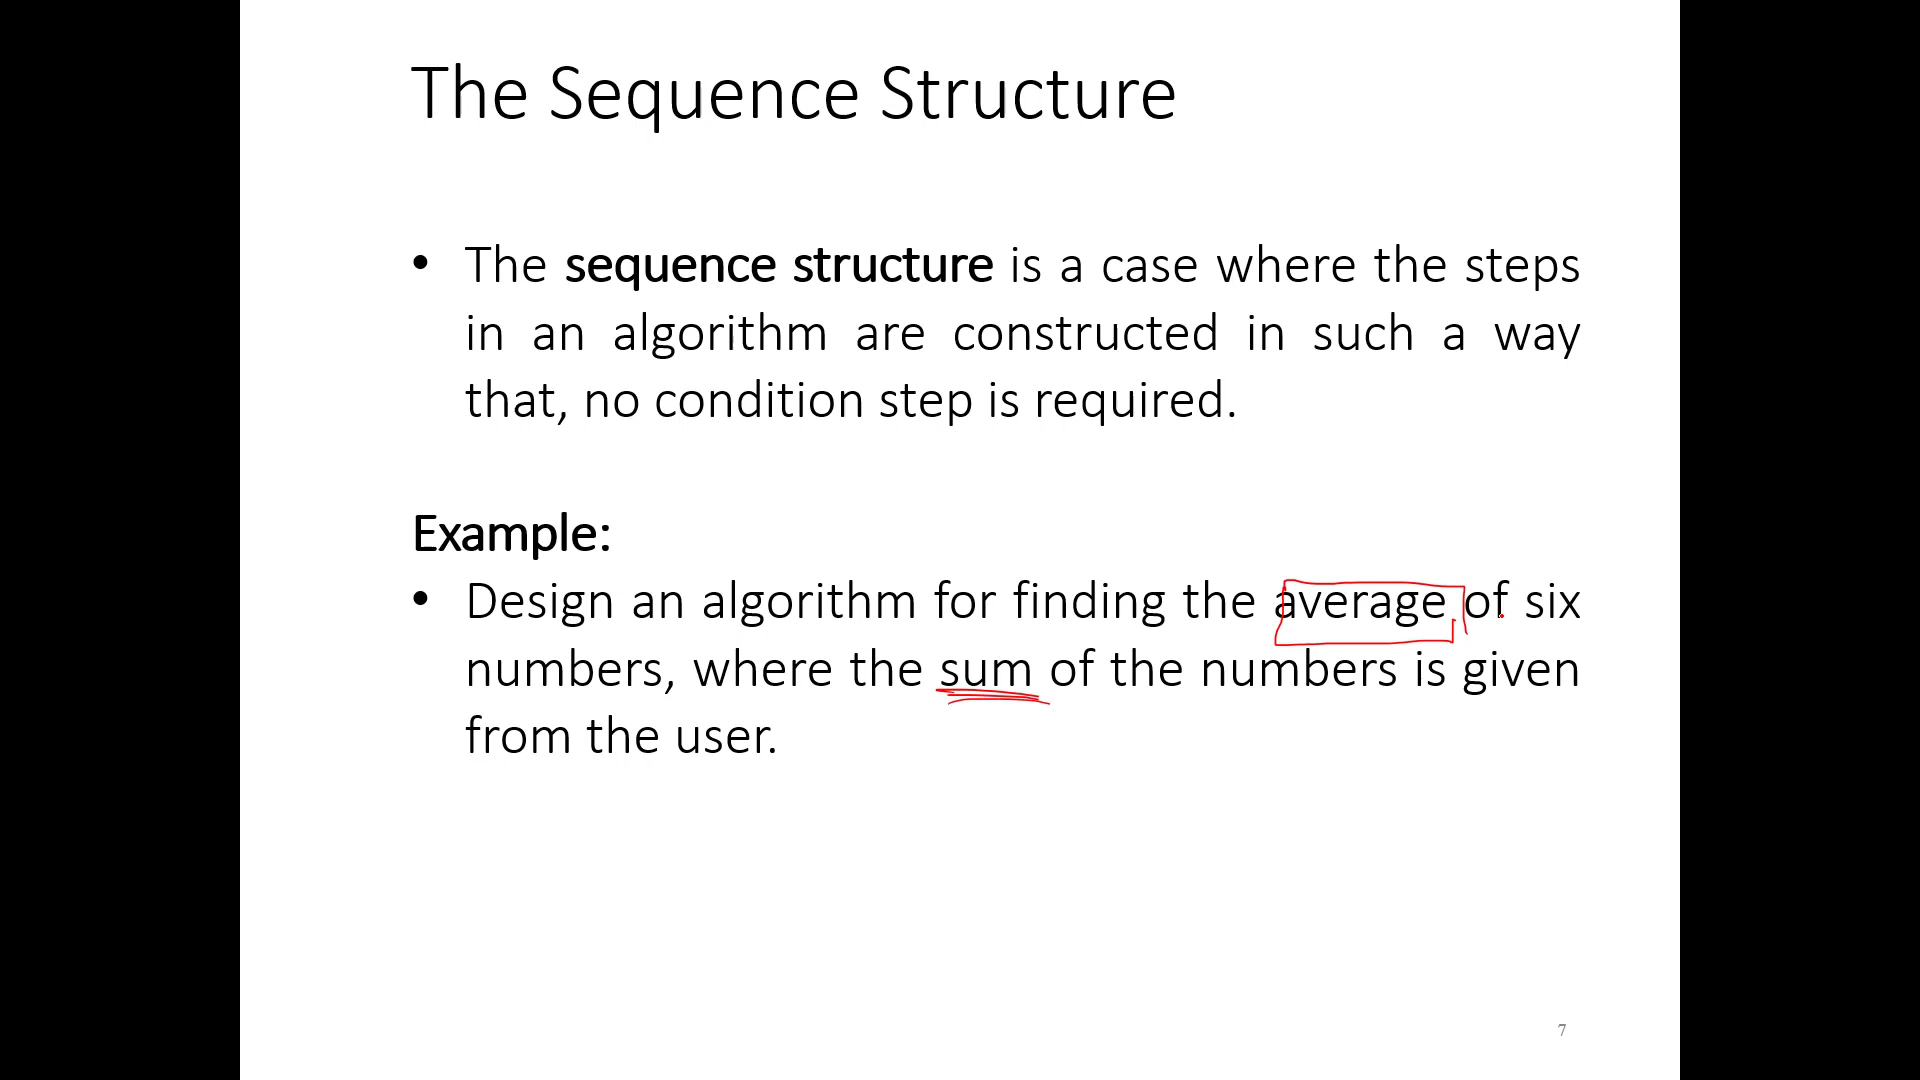 The Sequence Structure
• The sequence structure is a case where the steps
in an algorithm are constructed in such a way
that, no condition step is required.
Example:
• Design an algorithm for finding the average of six
numbers, where the sum of the numbers is given
from the user.
7